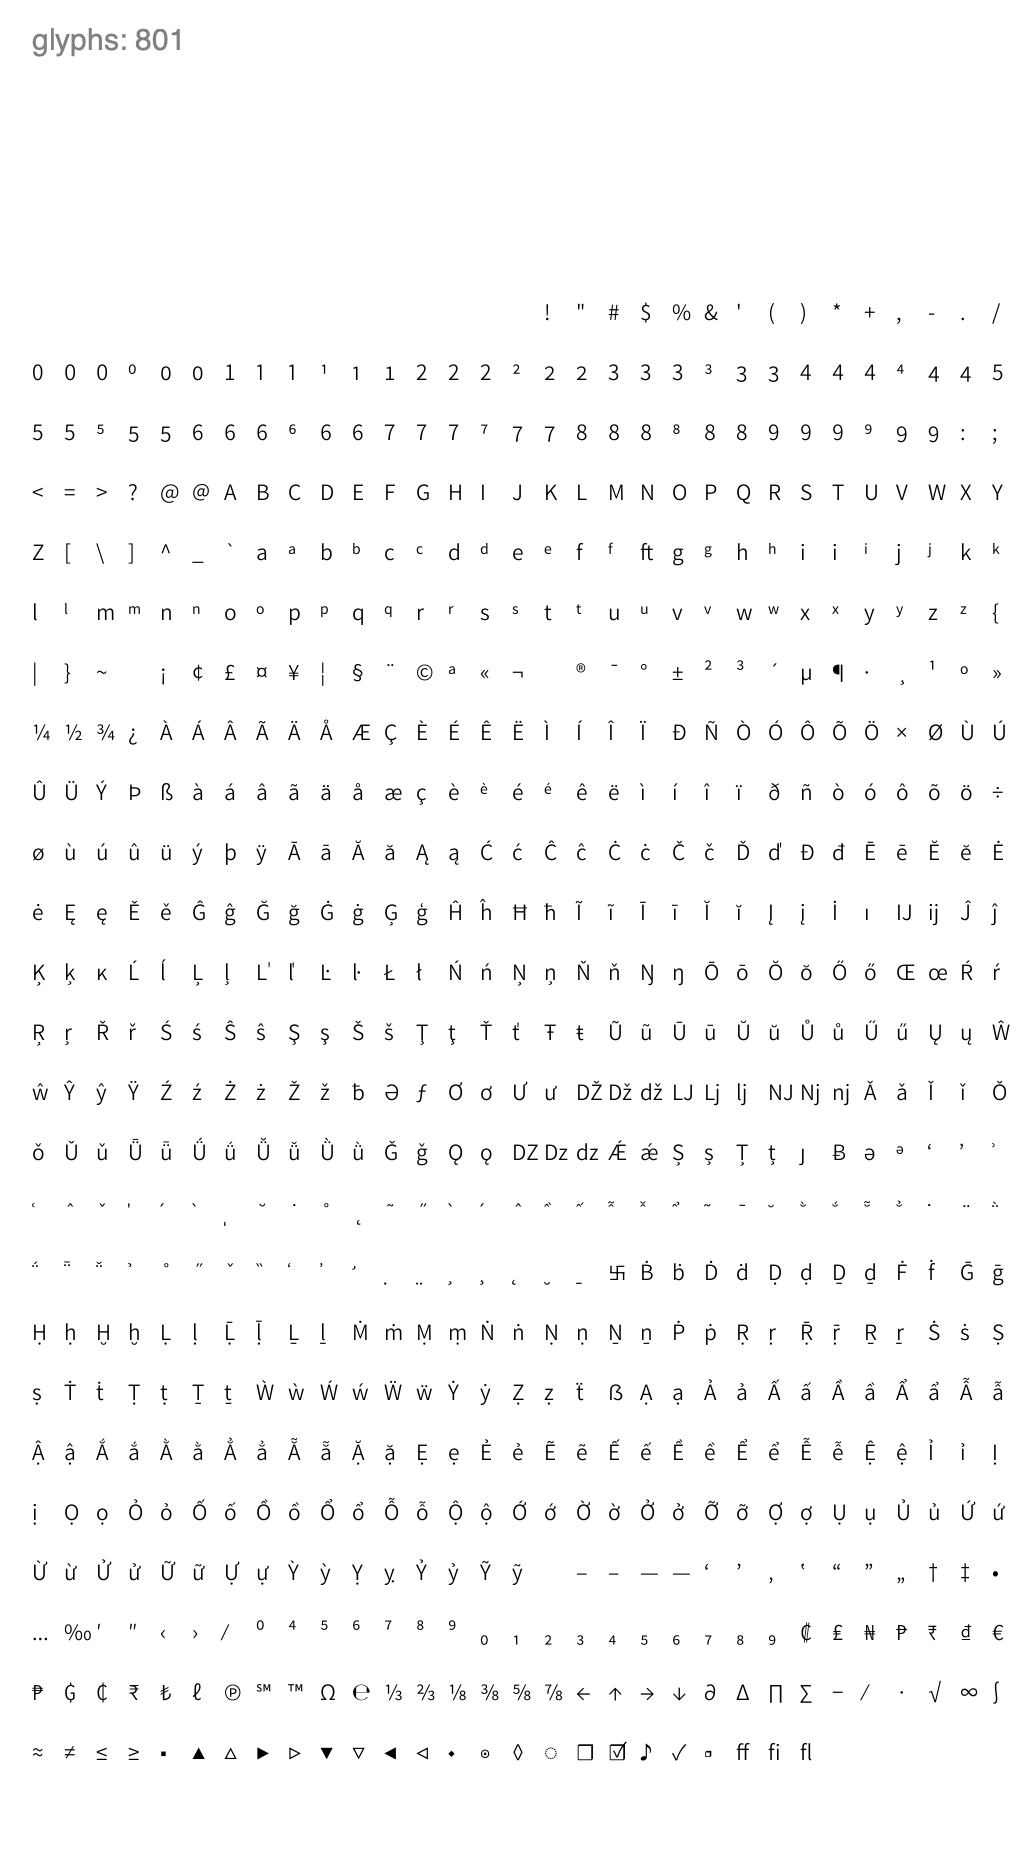 glyphs: 801
! " # $ % & ' ( ) * + , - . /
0 0 0 ⁰ 0 0 1 1 1 ¹ 1 1 2 2 2 ² 2 2 3 3 3 ³ 3 3 4 4 4 ⁴ 4 4 5
5 5 ⁵ 5 5 6 6 6 ⁶ 6 6 7 7 7 ⁷ 7 7 8 8 8 ⁸ 8 8 9 9 9 ⁹ 9 9 : ;
< = > ? @ @ A B C D E F G H I J K L M N O P Q R S T U V W X Y
Z [ \ ] ^ _ ` a ᵃ b ᵇ c ᶜ d ᵈ e ᵉ f ᶠ ft g ᵍ h ʰ i i ⁱ j ʲ k ᵏ
l ˡ m ᵐ n ⁿ o ᵒ p ᵖ q q r ʳ s ˢ t ᵗ u ᵘ v ᵛ w ʷ x ˣ y ʸ z ᶻ {
| } ~ ¡ ¢ £ ¤ ¥ ¦ § ¨ © ª « ¬ ® ¯ ° ± ² ³ ´ µ ¶ · ¸ ¹ º »
¼ ½ ¾ ¿ À Á Â Ã Ä Å Æ Ç È É Ê Ë Ì Í Î Ï Ð Ñ Ò Ó Ô Õ Ö × Ø Ù Ú
Û Ü Ý Þ ß à á â ã ä å æ ç è è é é ê ë ì í î ï ð ñ ò ó ô õ ö ÷
ø ù ú û ü ý þ ÿ Ā ā Ă ă Ą ą Ć ć Ĉ ĉ Ċ ċ Č č Ď ď Đ đ Ē ē Ĕ ĕ Ė
ė Ę ę Ě ě Ĝ ĝ Ğ ğ Ġ ġ Ģ ģ Ĥ ĥ Ħ ħ Ĩ ĩ Ī ī Ĭ ĭ Į į İ ı Ĳ ĳ Ĵ ĵ
Ķ ķ ĸ Ĺ ĺ Ļ ļ Ľ ľ Ŀ ŀ Ł ł Ń ń Ņ ņ Ň ň Ŋ ŋ Ō ō Ŏ ŏ Ő ő Œ œ Ŕ ŕ
Ŗ ŗ Ř ř Ś ś Ŝ ŝ Ş ş Š š Ţ ţ Ť ť Ŧ ŧ Ũ ũ Ū ū Ŭ ŭ Ů ů Ű ű Ų ų Ŵ
ŵ Ŷ ŷ Ÿ Ź ź Ż ż Ž ž ƀ Ə ƒ Ơ ơ Ư ư Ǆ ǅ ǆ Ǉ ǈ ǉ Ǌ ǋ ǌ Ǎ ǎ Ǐ ǐ Ǒ
ǒ Ǔ ǔ Ǖ ǖ Ǘ ǘ Ǚ ǚ Ǜ ǜ Ǧ ǧ Ǫ ǫ Ǳ ǲ ǳ Ǽ ǽ Ș ș Ț ț ȷ Ƀ ə ᵊ ʻ ʼ ʾ
ʿ ˆ ˇ ˈ ˊ ˋ ˌ ˘ ˙ ˚ ˛ ˜ ˝
卐 Ḃ ḃ Ḋ ḋ Ḍ ḍ Ḏ ḏ Ḟ ḟ Ḡ ḡ
Ḥ ḥ Ḫ ḫ Ḷ ḷ Ḹ ḹ Ḻ ḻ Ṁ ṁ Ṃ ṃ Ṅ ṅ Ṇ ṇ Ṉ ṉ Ṗ ṗ Ṛ ṛ Ṝ ṝ Ṟ ṟ Ṡ ṡ Ṣ
ṣ Ṫ ṫ Ṭ ṭ Ṯ ṯ Ẁ ẁ Ẃ ẃ Ẅ ẅ Ẏ ẏ Ẓ ẓ ẗ ẞ Ạ ạ Ả ả Ấ ấ Ầ ầ Ẩ ẩ Ẫ ẫ
Ậ ậ Ắ ắ Ằ ằ Ẳ ẳ Ẵ ẵ Ặ ặ Ẹ ẹ Ẻ ẻ Ẽ ẽ Ế ế Ề ề Ể ể Ễ ễ Ệ ệ Ỉ ỉ Ị
ị Ọ ọ Ỏ ỏ Ố ố Ồ ồ Ổ ổ Ỗ ỗ Ộ ộ Ớ ớ Ờ ờ Ở ở Ỡ ỡ Ợ ợ Ụ ụ Ủ ủ Ứ ứ
Ừ ừ Ử ử Ữ ữ Ự ự Ỳ ỳ Ỵ ỵ Ỷ ỷ Ỹ ỹ ‒ – — ― ‘ ’ ‚ ‛ “ ” „ † ‡ •
… ‰ ′ ″ ‹ › ⁄ ⁰ ⁴ ⁵ ⁶ ⁷ ⁸ ⁹ ₀ ₁ ₂ ₃ ₄ ₅ ₆ ₇ ₈ ₉ ₡ ₤ ₦ ₱ ₹ ₫ €
₱ ₲ ₵ ₹ ₺ ℓ ℗ ℠ ™ Ω ℮ ⅓ ⅔ ⅛ ⅜ ⅝ ⅞ ← ↑ → ↓ ∂ ∆ ∏ ∑ − ∕ ∙ √ ∞ ∫
≈ ≠ ≤ ≥ ▪ ▲ △ ▶ ▷ ▼ ▽ ◀ ◁ ⬩ ⊙ ◊ ◌ ❒ ☑ ♪ ✓ ff fi fl